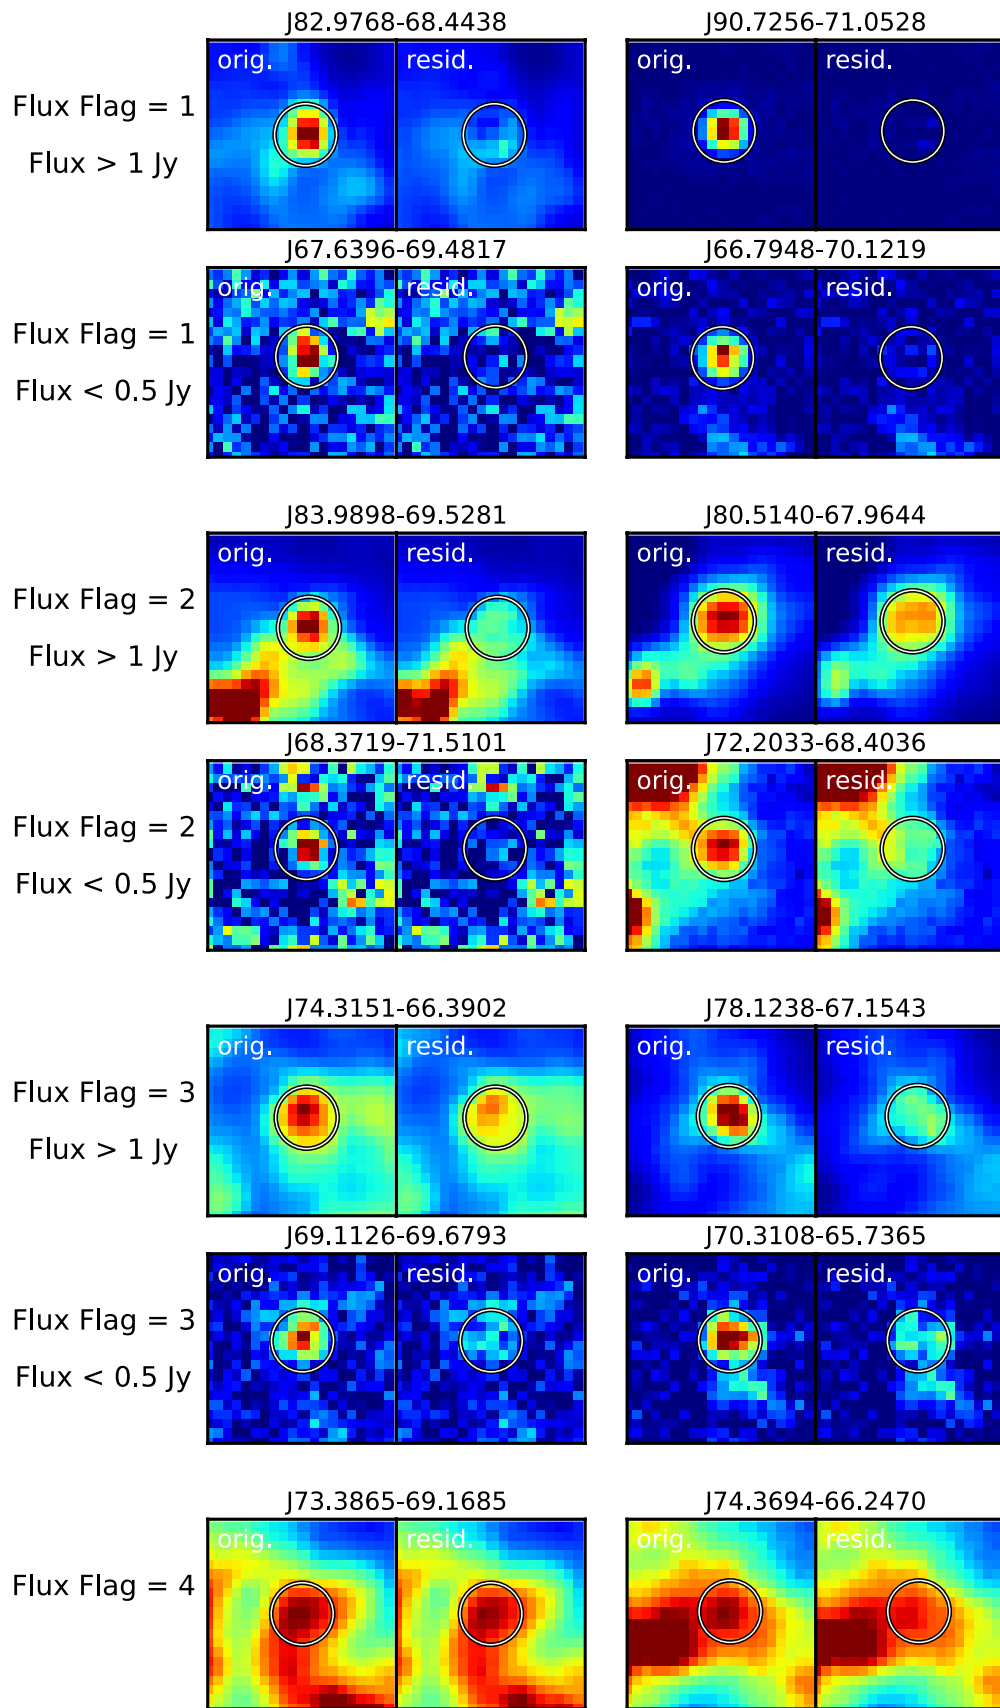 J82.9768-68.4438 J90.7256-71.0528
orig. resid. orig. resid.
Flux Flag = 1
Flux > 1 Jy
J67.6396-69.4817 J66.7948-70.1219
orig. resid. orig. resid.
Flux Flag = 1
Flux < 0.5 Jy
J83.9898-69.5281 J80.5140-67.9644
orig. resid. orig. resid.
Flux Flag = 2
Flux > 1 Jy
J68.3719-71.5101 J72.2033-68.4036
orig. resid. orig. resid.
Flux Flag = 2
Flux < 0.5 Jy
J74.3151-66.3902 J78.1238-67.1543
orig. resid. orig. resid.
Flux Flag = 3
Flux > 1 Jy
J69.1126-69.6793 J70.3108-65.7365
orig. resid. orig. resid.
Flux Flag = 3
Flux < 0.5 Jy
J73.3865-69.1685 J74.3694-66.2470
orig. resid. orig. resid.
Flux Flag = 4